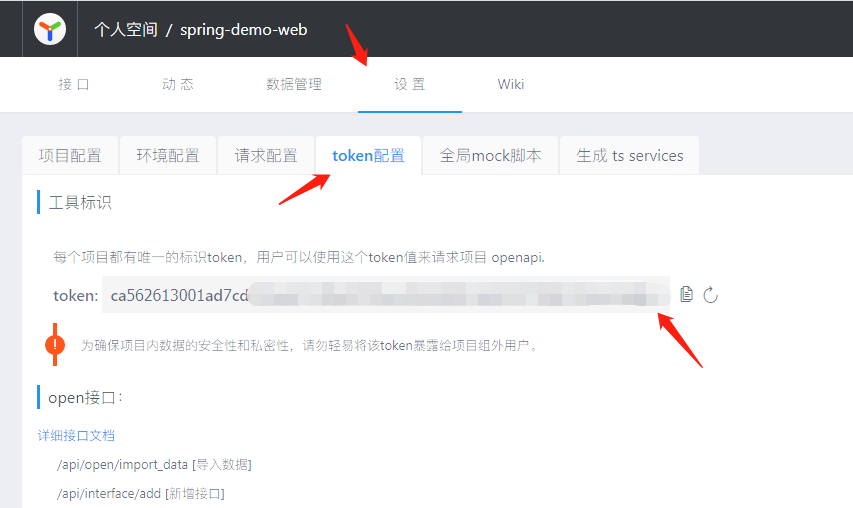 个人空间 / spring-demo-web
接 口 动 态 数据管理 设 置 Wiki
项目配置 环境配置 请求配置 token配置 全局mock脚本 生成 ts services
工具标识
每个项目都有唯一的标识token，用户可以使用这个token值来请求项目 openapi.
token: ca562613001ad7cd
为确保项目内数据的安全性和私密性，请勿轻易将该token暴露给项目组外用户。
open接口：
详细接口文档
/api/open/import_data [导入数据]
/api/interface/add [新增接口]